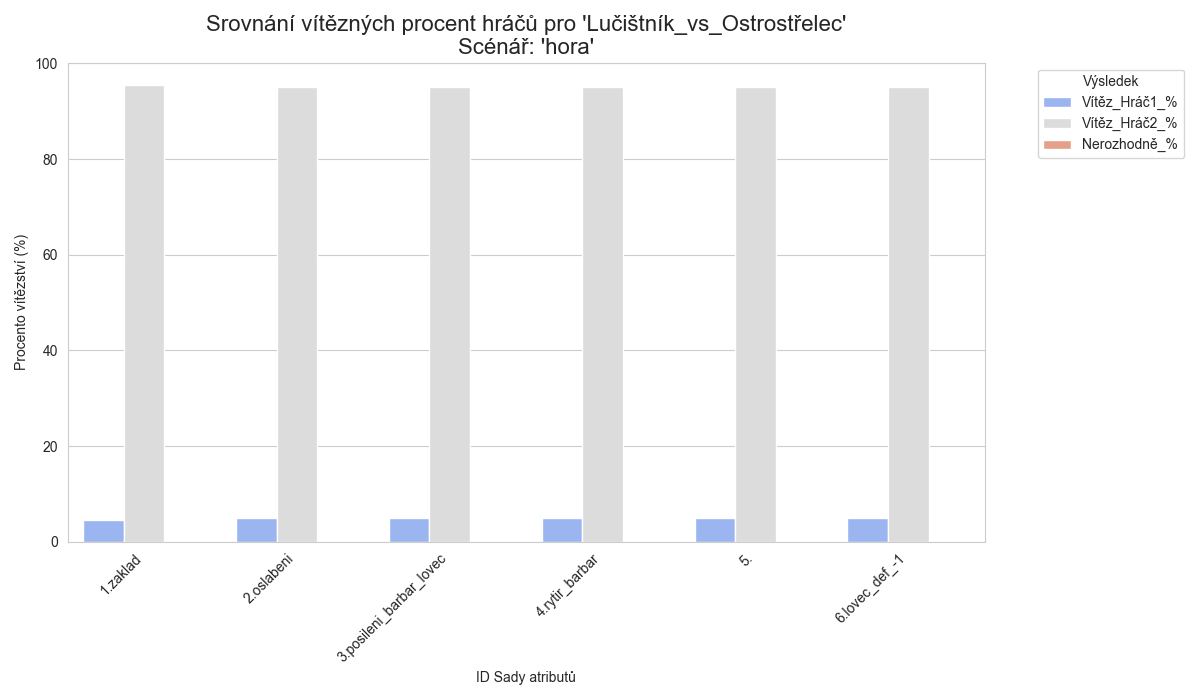 Srovnání vítězných procent hráčů pro 'Lučištník_vs_Ostrostřelec'
Scénář: 'hora'
Procento vítězství (%)
100
80
60
40
20
0
1.zaklad
2.oslabeni
3.posileni_barbar_lovec
4.rytir_barbar
5.
6.lovec_def_-1
ID Sady atributů
Výsledek
Vítěz_Hráč1_%
Vítěz_Hráč2_%
Nerozhodně_%